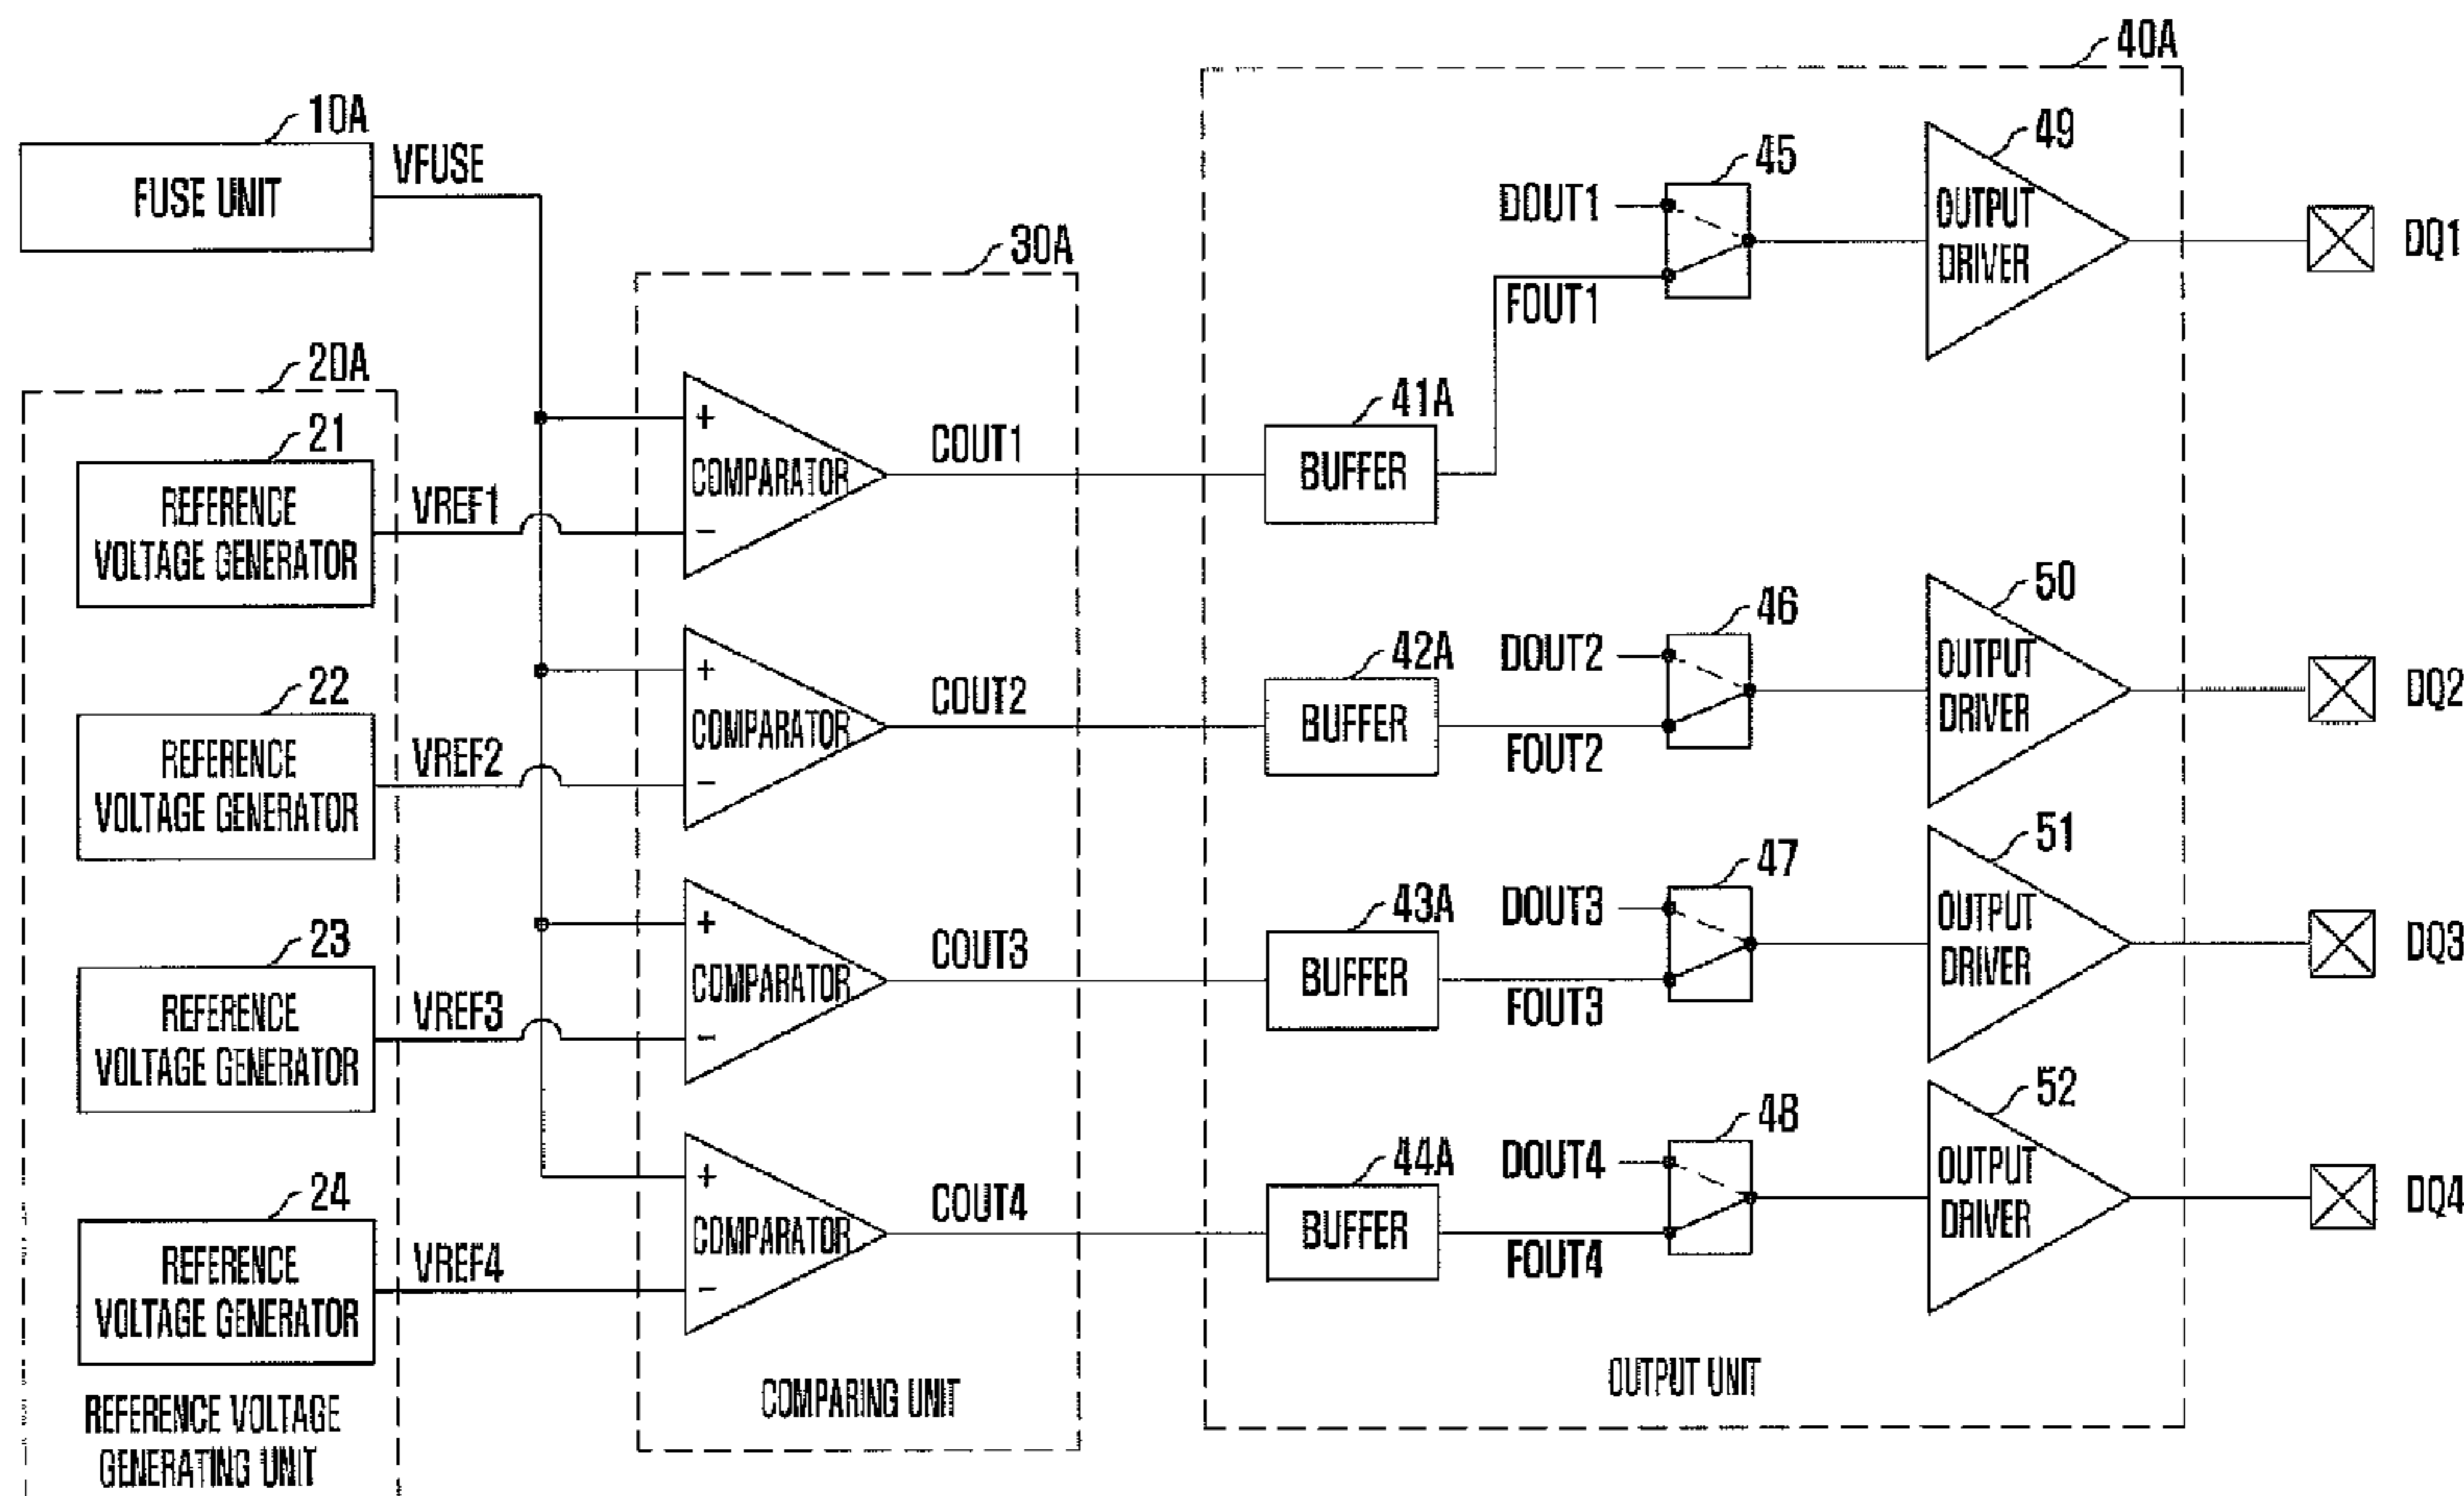 40A
10A
VFUSE
FUSE UNIT
49
45
DOUT1
OUTPUT
DRIVER
DQ1
FOUT1
30A
20A
21
REFERENCE
VOLTAGE GENERATOR
VREF1
+
COMPARATOR
-
COUT1
41A
BUFFER
50
46
22
REFERENCE
VOLTAGE GENERATOR
VREF2
+
COMPARATOR
-
COUT2
42A
BUFFER
DOUT2
FOUT2
OUTPUT
DRIVER
DQ2
51
47
23
REFERENCE
VOLTAGE GENERATOR
VREF3
+
COMPARATOR
-
COUT3
43A
BUFFER
DOUT3
FOUT3
OUTPUT
DRIVER
DQ3
52
48
24
REFERENCE
VOLTAGE GENERATOR
VREF4
+
COMPARATOR
-
COUT4
44A
BUFFER
DOUT4
FOUT4
OUTPUT
DRIVER
DQ4
REFERENCE VOLTAGE
GENERATING UNIT
COMPARING UNIT
OUTPUT UNIT